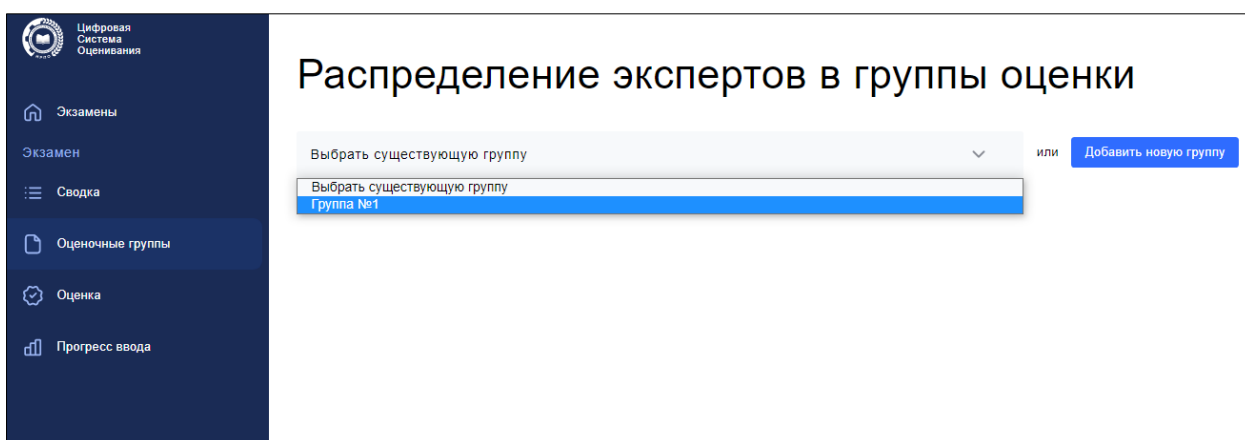 Цифровая
Система
Оценивания
Экзамены
Экзамен
Сводка
Оценочные группы
Оценка
Прогресс ввода
Распределение экспертов в группы оценки
Выбрать существующую группу
или
Добавить новую группу
Выбрать существующую группу
Группа №1